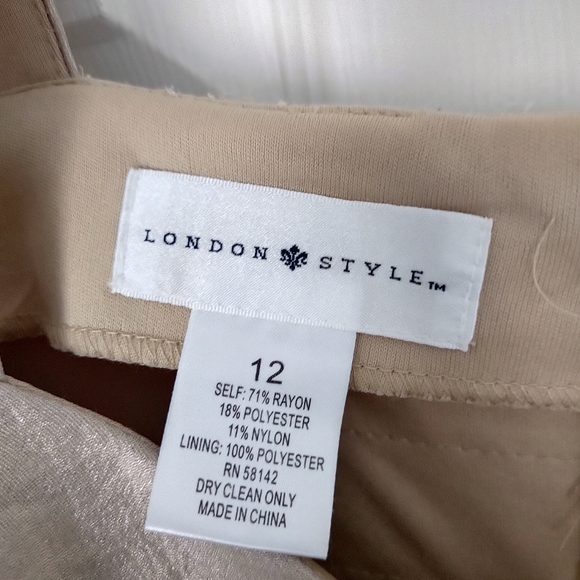 LONDON STYLE™
12
SELF: 71% RAYON
18% POLYESTER
11% NYLON
LINING: 100% POLYESTER
RN 58142
DRY CLEAN ONLY
MADE IN CHINA